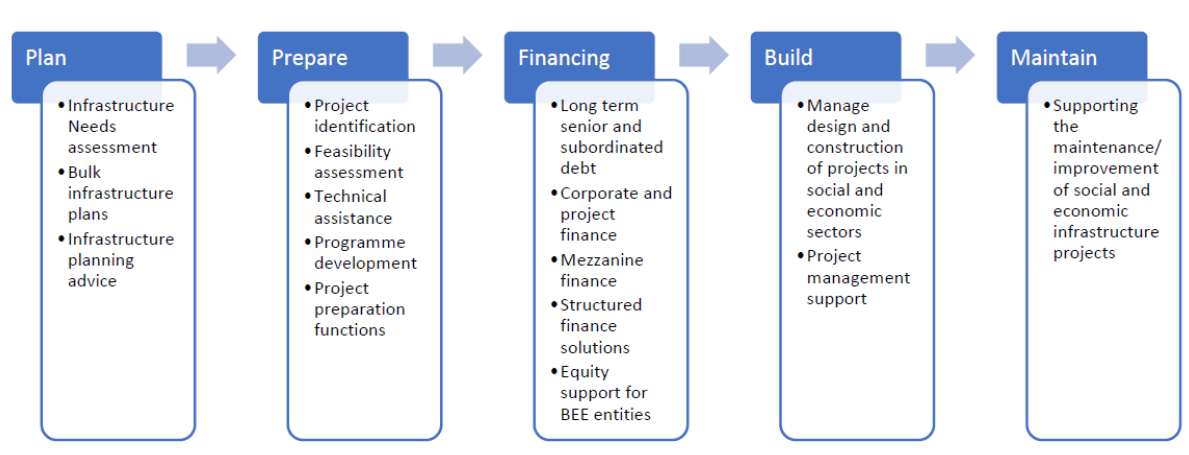 Plan
• Infrastructure
Needs
assessment
• Bulk
infrastructure
plans
• Infrastructure
planning
advice
Prepare
• Project
identification
• Feasibility
assessment
• Technical
assistance
• Programme
development
• Project
preparation
functions
Financing
• Long term
senior and
subordinated
debt
• Corporate and
project
finance
• Mezzanine
finance
• Structured
finance
solutions
• Equity
support for
BEE entities
Build
• Manage
design and
construction
of projects in
social and
economic
sectors
• Project
management
support
Maintain
• Supporting
the
maintenance/
improvement
of social and
economic
infrastructure
projects